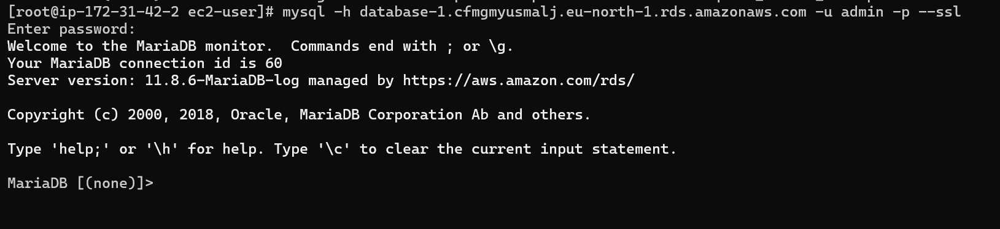 [root@ip-172-31-42-2 ec2-user]# mysql -h database-1.cfmgmyusmalj.eu-north-1.rds.amazonaws.com -u admin -p --ssl
Enter password:
Welcome to the MariaDB monitor.  Commands end with ; or \g.
Your MariaDB connection id is 60
Server version: 11.8.6-MariaDB-log managed by https://aws.amazon.com/rds/
Copyright (c) 2000, 2018, Oracle, MariaDB Corporation Ab and others.
Type 'help;' or '\h' for help. Type '\c' to clear the current input statement.
MariaDB [(none)]>